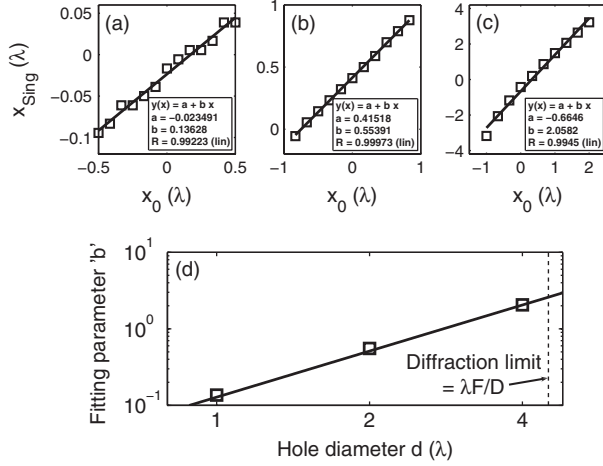 (a)
(b)
(c)
x_Sing (λ)
0.05
0
−0.05
−0.1
y(x) = a + b x
a = −0.023491
b = 0.13628
R = 0.99223 (lin)
−0.5
0
0.5
x_0 (λ)
1
0.5
0
y(x) = a + b x
a = 0.41518
b = 0.55391
R = 0.99973 (lin)
−1
0
1
x_0 (λ)
4
2
0
−2
−4
y(x) = a + b x
a = −0.6646
b = 2.0582
R = 0.9945 (lin)
−1
0
1
2
x_0 (λ)
(d)
Fitting parameter 'b'
10^1
10^0
10^−1
Diffraction limit
= λF/D
1
2
4
Hole diameter d (λ)